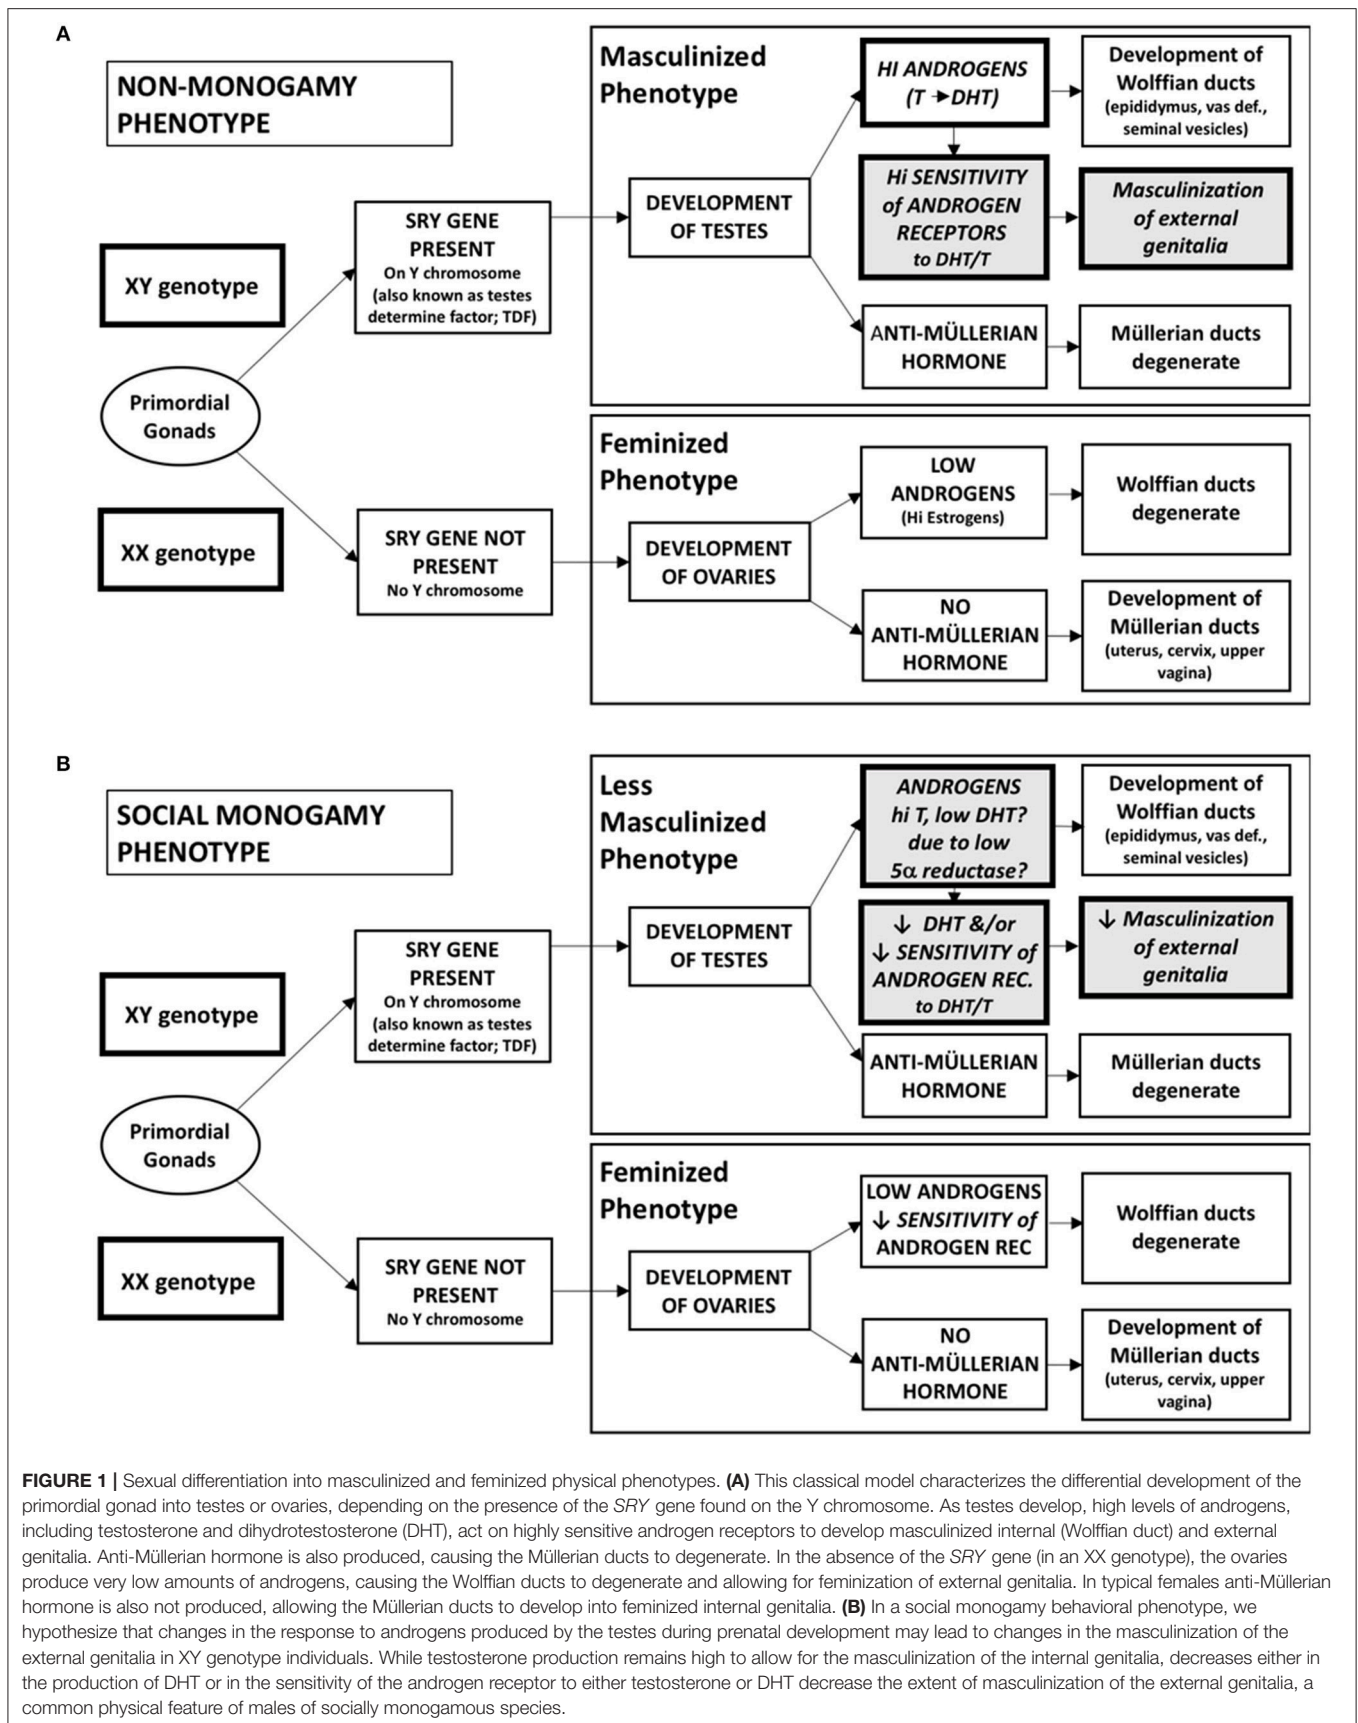 A
NON-MONOGAMY
PHENOTYPE
XY genotype
Primordial
Gonads
XX genotype
SRY GENE
PRESENT
On Y chromosome
(also known as testes
determine factor; TDF)
SRY GENE NOT
PRESENT
No Y chromosome
Masculinized
Phenotype
DEVELOPMENT
OF TESTES
HI ANDROGENS
(T → DHT)
Development of
Wolffian ducts
(epididymus, vas def.,
seminal vesicles)
Hi SENSITIVITY
of ANDROGEN
RECEPTORS
to DHT/T
Masculinization
of external
genitalia
ANTI-MÜLLERIAN
HORMONE
Müllerian ducts
degenerate
Feminized
Phenotype
DEVELOPMENT
OF OVARIES
LOW
ANDROGENS
(Hi Estrogens)
Wolffian ducts
degenerate
NO
ANTI-MÜLLERIAN
HORMONE
Development of
Müllerian ducts
(uterus, cervix, upper
vagina)
B
SOCIAL MONOGAMY
PHENOTYPE
XY genotype
Primordial
Gonads
XX genotype
SRY GENE
PRESENT
On Y chromosome
(also known as testes
determine factor; TDF)
SRY GENE NOT
PRESENT
No Y chromosome
Less
Masculinized
Phenotype
DEVELOPMENT
OF TESTES
ANDROGENS
hi T, low DHT?
due to low
5α reductase?
Development of
Wolffian ducts
(epididymus, vas def.,
seminal vesicles)
↓ DHT &/or
↓ SENSITIVITY of
ANDROGEN REC.
to DHT/T
↓ Masculinization
of external
genitalia
ANTI-MÜLLERIAN
HORMONE
Müllerian ducts
degenerate
Feminized
Phenotype
DEVELOPMENT
OF OVARIES
LOW ANDROGENS
↓ SENSITIVITY of
ANDROGEN REC
Wolffian ducts
degenerate
NO
ANTI-MÜLLERIAN
HORMONE
Development of
Müllerian ducts
(uterus, cervix, upper
vagina)
FIGURE 1 | Sexual differentiation into masculinized and feminized physical phenotypes. (A) This classical model characterizes the differential development of the
primordial gonad into testes or ovaries, depending on the presence of the SRY gene found on the Y chromosome. As testes develop, high levels of androgens,
including testosterone and dihydrotestosterone (DHT), act on highly sensitive androgen receptors to develop masculinized internal (Wolffian duct) and external
genitalia. Anti-Müllerian hormone is also produced, causing the Müllerian ducts to degenerate. In the absence of the SRY gene (in an XX genotype), the ovaries
produce very low amounts of androgens, causing the Wolffian ducts to degenerate and allowing for feminization of external genitalia. In typical females anti-Müllerian
hormone is also not produced, allowing the Müllerian ducts to develop into feminized internal genitalia. (B) In a social monogamy behavioral phenotype, we
hypothesize that changes in the response to androgens produced by the testes during prenatal development may lead to changes in the masculinization of the
external genitalia in XY genotype individuals. While testosterone production remains high to allow for the masculinization of the internal genitalia, decreases either in
the production of DHT or in the sensitivity of the androgen receptor to either testosterone or DHT decrease the extent of masculinization of the external genitalia, a
common physical feature of males of socially monogamous species.